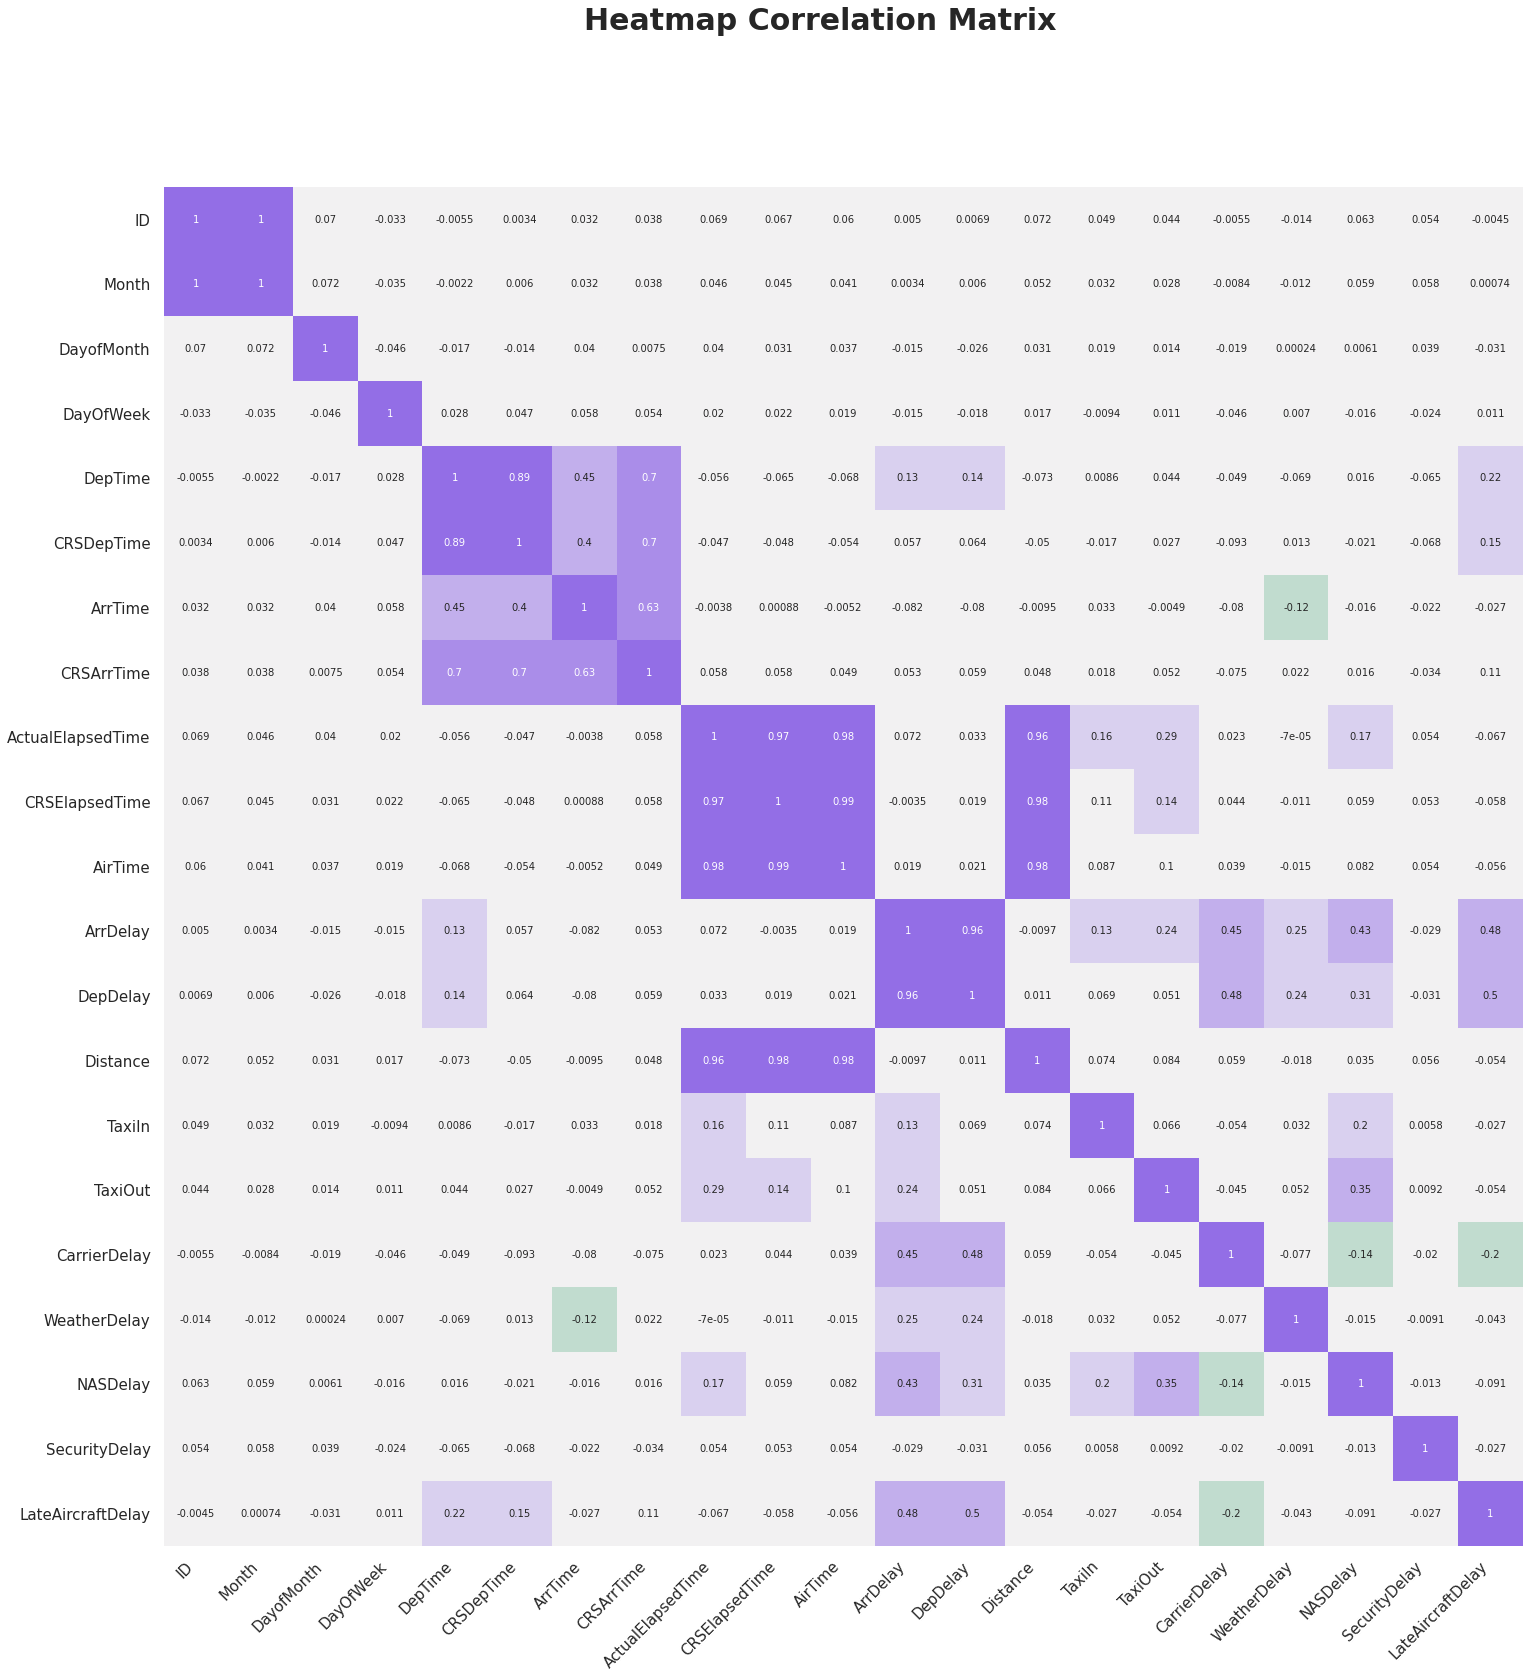 Heatmap Correlation Matrix
ID 1 1 0.07 -0.033 -0.0055 0.0034 0.032 0.038 0.069 0.067 0.06 0.005 0.0069 0.072 0.049 0.044 -0.0055 -0.014 0.063 0.054 -0.0045
Month 1 1 0.072 -0.035 -0.0022 0.006 0.032 0.038 0.046 0.045 0.041 0.0034 0.006 0.052 0.032 0.028 -0.0084 -0.012 0.059 0.058 0.00074
DayofMonth 0.07 0.072 1 -0.046 -0.017 -0.014 0.04 0.0075 0.04 0.031 0.037 -0.015 -0.026 0.031 0.019 0.014 -0.019 0.00024 0.0061 0.039 -0.031
DayOfWeek -0.033 -0.035 -0.046 1 0.028 0.047 0.058 0.054 0.02 0.022 0.019 -0.015 -0.018 0.017 -0.0094 0.011 -0.046 0.007 -0.016 -0.024 0.011
DepTime -0.0055 -0.0022 -0.017 0.028 1 0.89 0.45 0.7 -0.056 -0.065 -0.068 0.13 0.14 -0.073 0.0086 0.044 -0.049 -0.069 0.016 -0.065 0.22
CRSDepTime 0.0034 0.006 -0.014 0.047 0.89 1 0.4 0.7 -0.047 -0.048 -0.054 0.057 0.064 -0.05 -0.017 0.027 -0.093 0.013 -0.021 -0.068 0.15
ArrTime 0.032 0.032 0.04 0.058 0.45 0.4 1 0.63 -0.0038 0.00088 -0.0052 -0.082 -0.08 -0.0095 0.033 -0.0049 -0.08 -0.12 -0.016 -0.022 -0.027
CRSArrTime 0.038 0.038 0.0075 0.054 0.7 0.7 0.63 1 0.058 0.058 0.049 0.053 0.059 0.048 0.018 0.052 -0.075 0.022 0.016 -0.034 0.11
ActualElapsedTime 0.069 0.046 0.04 0.02 -0.056 -0.047 -0.0038 0.058 1 0.97 0.98 0.072 0.033 0.96 0.16 0.29 0.023 -7e-05 0.17 0.054 -0.067
CRSElapsedTime 0.067 0.045 0.031 0.022 -0.065 -0.048 0.00088 0.058 0.97 1 0.99 -0.0035 0.019 0.98 0.11 0.14 0.044 -0.011 0.059 0.053 -0.058
AirTime 0.06 0.041 0.037 0.019 -0.068 -0.054 -0.0052 0.049 0.98 0.99 1 0.019 0.021 0.98 0.087 0.1 0.039 -0.015 0.082 0.054 -0.056
ArrDelay 0.005 0.0034 -0.015 -0.015 0.13 0.057 -0.082 0.053 0.072 -0.0035 0.019 1 0.96 -0.0097 0.13 0.24 0.45 0.25 0.43 -0.029 0.48
DepDelay 0.0069 0.006 -0.026 -0.018 0.14 0.064 -0.08 0.059 0.033 0.019 0.021 0.96 1 0.011 0.069 0.051 0.48 0.24 0.31 -0.031 0.5
Distance 0.072 0.052 0.031 0.017 -0.073 -0.05 -0.0095 0.048 0.96 0.98 0.98 -0.0097 0.011 1 0.074 0.084 0.059 -0.018 0.035 0.056 -0.054
TaxiIn 0.049 0.032 0.019 -0.0094 0.0086 -0.017 0.033 0.018 0.16 0.11 0.087 0.13 0.069 0.074 1 0.066 -0.054 0.032 0.2 0.0058 -0.027
TaxiOut 0.044 0.028 0.014 0.011 0.044 0.027 -0.0049 0.052 0.29 0.14 0.1 0.24 0.051 0.084 0.066 1 -0.045 0.052 0.35 0.0092 -0.054
CarrierDelay -0.0055 -0.0084 -0.019 -0.046 -0.049 -0.093 -0.08 -0.075 0.023 0.044 0.039 0.45 0.48 0.059 -0.054 -0.045 1 -0.077 -0.14 -0.02 -0.2
WeatherDelay -0.014 -0.012 0.00024 0.007 -0.069 0.013 -0.12 0.022 -7e-05 -0.011 -0.015 0.25 0.24 -0.018 0.032 0.052 -0.077 1 -0.015 -0.0091 -0.043
NASDelay 0.063 0.059 0.0061 -0.016 0.016 -0.021 -0.016 0.016 0.17 0.059 0.082 0.43 0.31 0.035 0.2 0.35 -0.14 -0.015 1 -0.013 -0.091
SecurityDelay 0.054 0.058 0.039 -0.024 -0.065 -0.068 -0.022 -0.034 0.054 0.053 0.054 -0.029 -0.031 0.056 0.0058 0.0092 -0.02 -0.0091 -0.013 1 -0.027
LateAircraftDelay -0.0045 0.00074 -0.031 0.011 0.22 0.15 -0.027 0.11 -0.067 -0.058 -0.056 0.48 0.5 -0.054 -0.027 -0.054 -0.2 -0.043 -0.091 -0.027 1
ID Month DayofMonth DayOfWeek DepTime CRSDepTime ArrTime CRSArrTime ActualElapsedTime CRSElapsedTime AirTime ArrDelay DepDelay Distance TaxiIn TaxiOut CarrierDelay WeatherDelay NASDelay SecurityDelay LateAircraftDelay